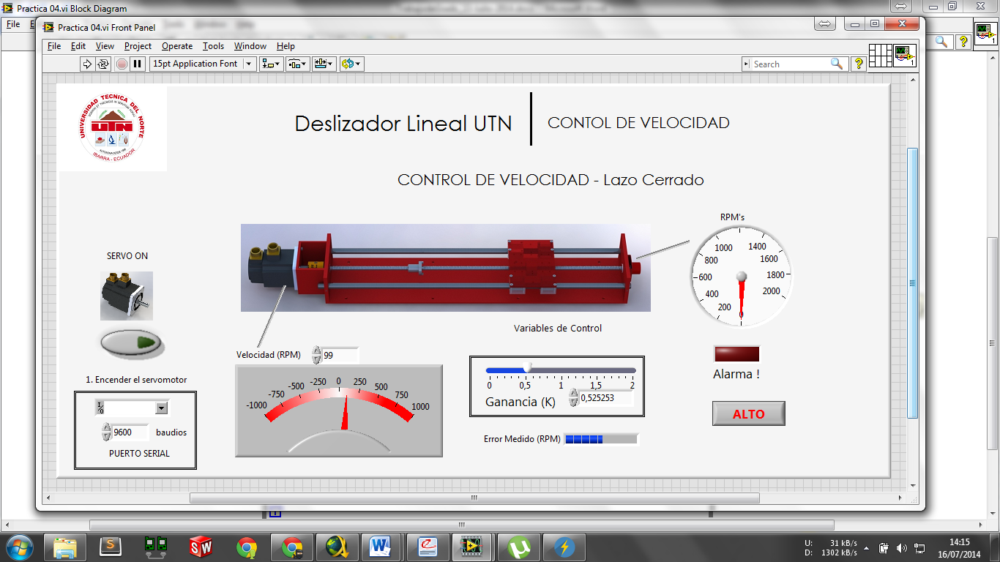 Practica 04.vi Block Diagram
File
Practica 04.vi Front Panel
File Edit View Project Operate Tools Window Help
15pt Application Font
Search
UNIVERSIDAD TECNICA DEL NORTE
UTN
IBARRA - ECUADOR
Deslizador Lineal UTN
CONTOL DE VELOCIDAD
CONTROL DE VELOCIDAD - Lazo Cerrado
RPM's
0 200 400 600 800 1000 1400 1600 1800 2000
SERVO ON
Variables de Control
Velocidad (RPM) 99
-1000 -750 -500 -250 0 250 500 750 1000
0 0,5 1 1,5 2
Ganancia (K) 0,525253
Alarma !
1. Encender el servomotor
ALTO
9600 baudios
PUERTO SERIAL
Error Medido (RPM)
U: 31 kB/s
D: 1302 kB/s
14:15
16/07/2014